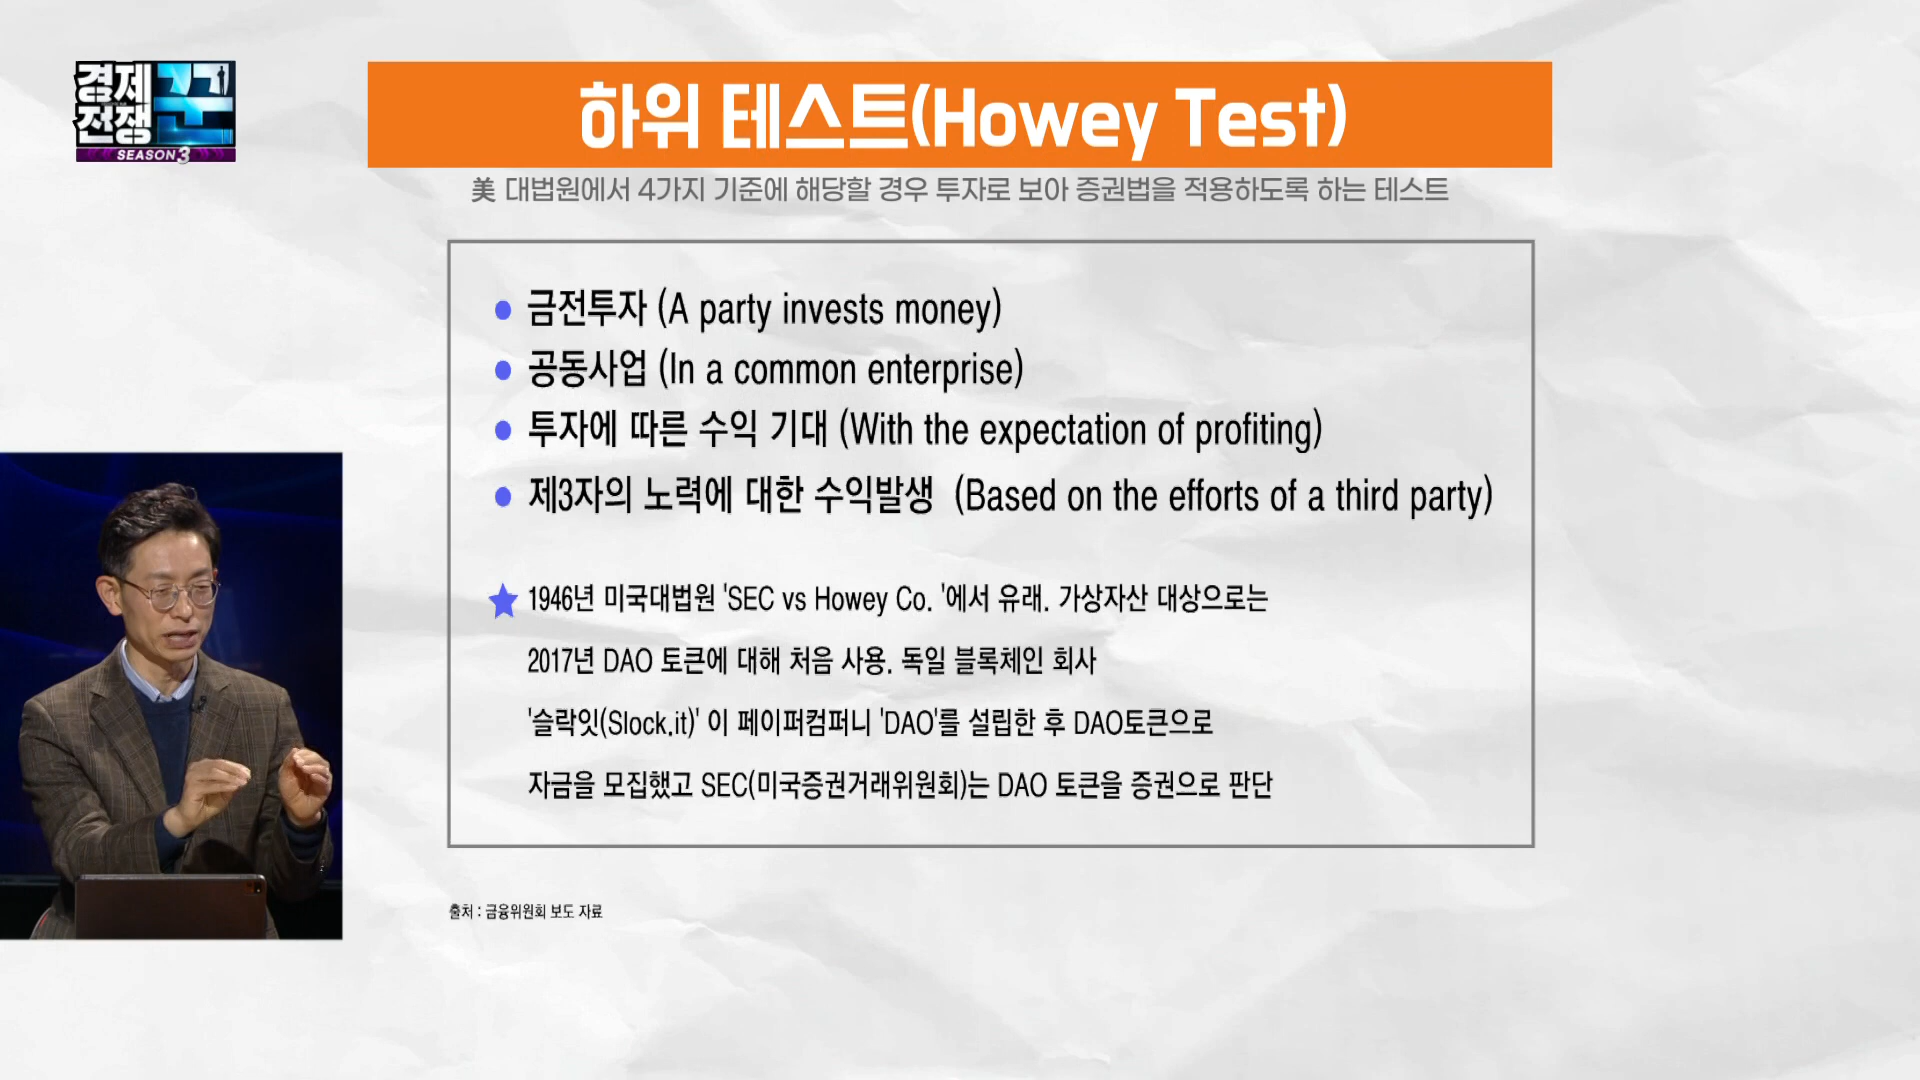 경제
전쟁
꾼
SEASON3
하위 테스트(Howey Test)
美 대법원에서 4가지 기준에 해당할 경우 투자로 보아 증권법을 적용하도록 하는 테스트
● 금전투자 (A party invests money)
● 공동사업 (In a common enterprise)
● 투자에 따른 수익 기대 (With the expectation of profiting)
● 제3자의 노력에 대한 수익발생 (Based on the efforts of a third party)
★ 1946년 미국대법원 'SEC vs Howey Co. '에서 유래. 가상자산 대상으로는
2017년 DAO 토큰에 대해 처음 사용. 독일 블록체인 회사
'슬락잇(Slock.it)' 이 페이퍼컴퍼니 'DAO'를 설립한 후 DAO토큰으로
자금을 모집했고 SEC(미국증권거래위원회)는 DAO 토큰을 증권으로 판단
출처 : 금융위원회 보도 자료